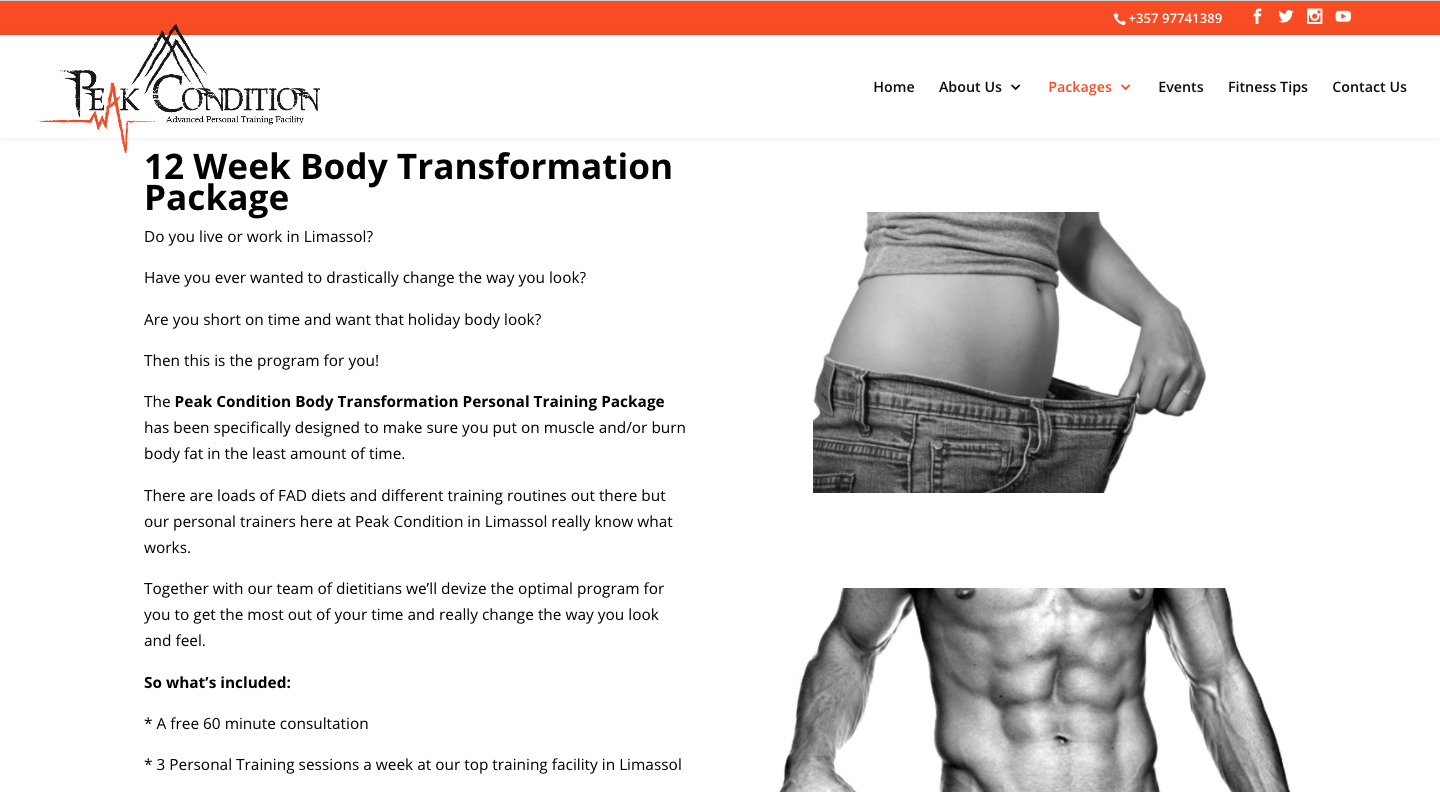 +357 97741389
PEAK CONDITION
Advanced Personal Training Facility
Home About Us Packages Events Fitness Tips Contact Us
12 Week Body Transformation
Package
Do you live or work in Limassol?
Have you ever wanted to drastically change the way you look?
Are you short on time and want that holiday body look?
Then this is the program for you!
The Peak Condition Body Transformation Personal Training Package
has been specifically designed to make sure you put on muscle and/or burn
body fat in the least amount of time.
There are loads of FAD diets and different training routines out there but
our personal trainers here at Peak Condition in Limassol really know what
works.
Together with our team of dietitians we’ll devize the optimal program for
you to get the most out of your time and really change the way you look
and feel.
So what’s included:
* A free 60 minute consultation
* 3 Personal Training sessions a week at our top training facility in Limassol